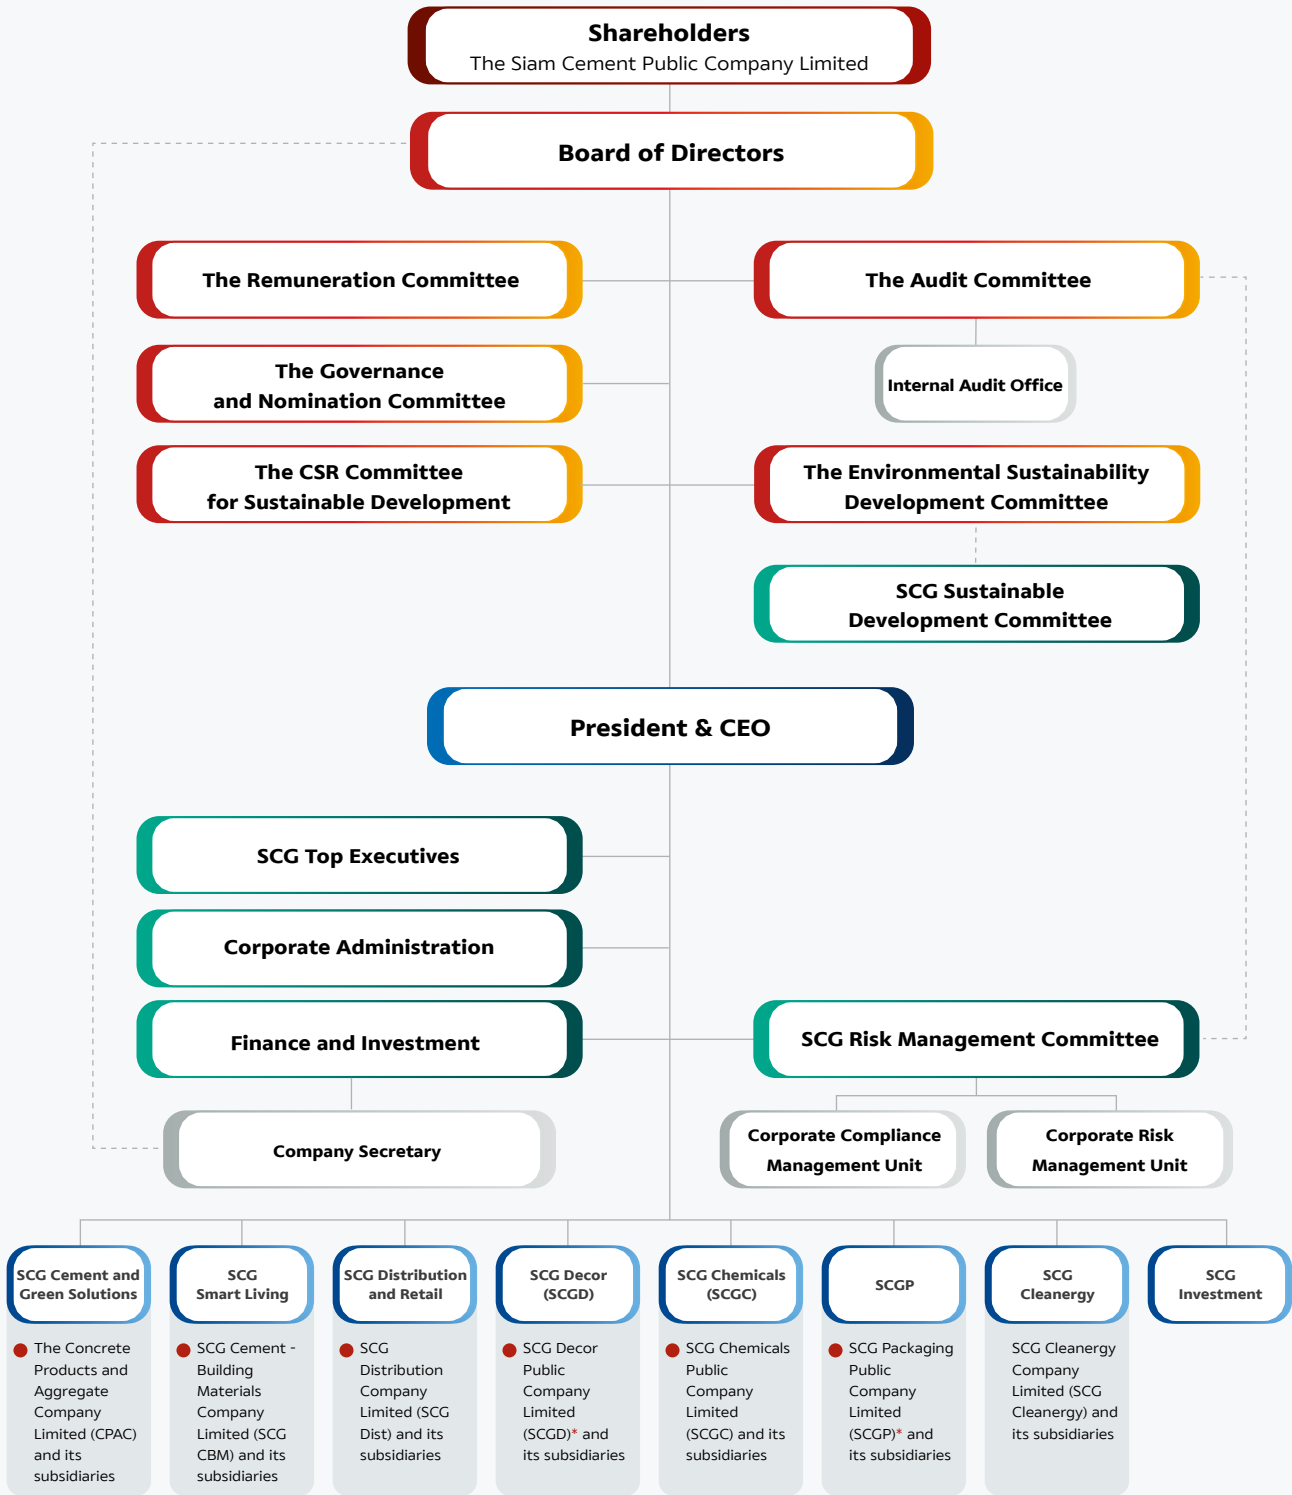 Shareholders
The Siam Cement Public Company Limited
Board of Directors
The Remuneration Committee
The Audit Committee
The Governance
and Nomination Committee
Internal Audit Office
The CSR Committee
for Sustainable Development
The Environmental Sustainability
Development Committee
SCG Sustainable
Development Committee
President & CEO
SCG Top Executives
Corporate Administration
Finance and Investment
SCG Risk Management Committee
Company Secretary
Corporate Compliance
Management Unit
Corporate Risk
Management Unit
SCG Cement and
Green Solutions
SCG
Smart Living
SCG Distribution
and Retail
SCG Decor
(SCGD)
SCG Chemicals
(SCGC)
SCGP
SCG
Cleanergy
SCG
Investment
The Concrete
Products and
Aggregate
Company
Limited (CPAC)
and its
subsidiaries
SCG Cement -
Building
Materials
Company
Limited (SCG
CBM) and its
subsidiaries
SCG
Distribution
Company
Limited (SCG
Dist) and its
subsidiaries
SCG Decor
Public
Company
Limited
(SCGD)* and
its subsidiaries
SCG Chemicals
Public
Company
Limited
(SCGC) and its
subsidiaries
SCG Packaging
Public
Company
Limited
(SCGP)* and
its subsidiaries
SCG Cleanergy
Company
Limited (SCG
Cleanergy) and
its subsidiaries